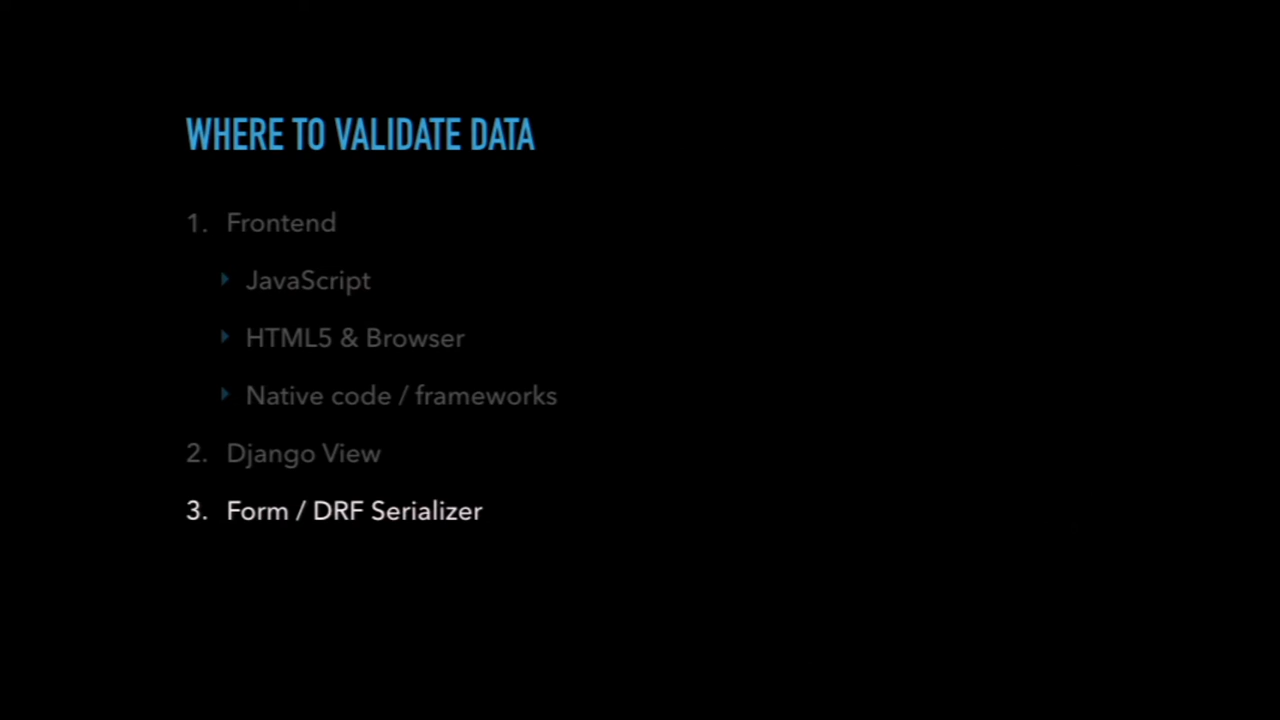 WHERE TO VALIDATE DATA
1. Frontend
JavaScript
HTML5 & Browser
Native code / frameworks
2. Django View
3. Form / DRF Serializer